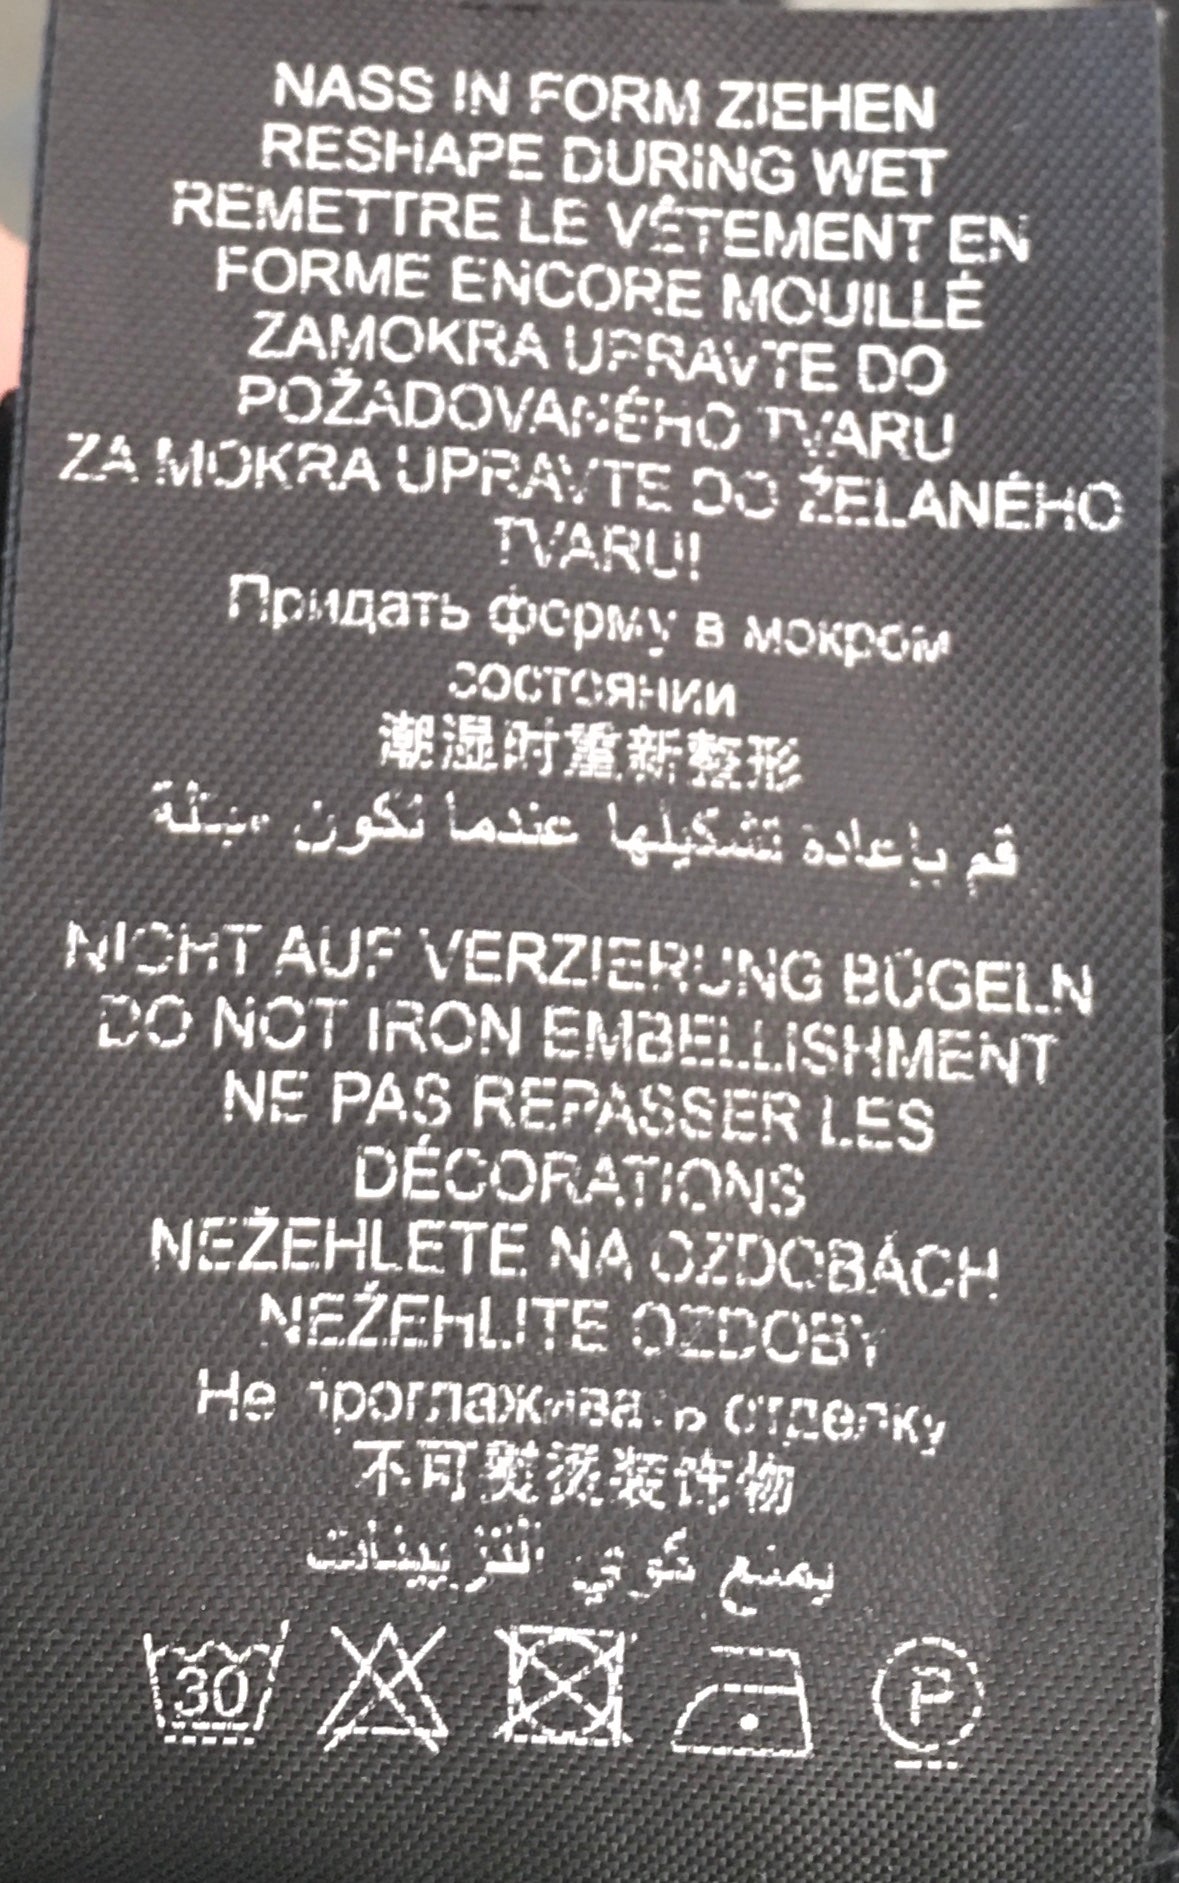 NASS IN FORM ZIEHEN
RESHAPE DURING WET
REMETTRE LE VÉTEMENT EN
FORME ENCORE MOUILLÉ
ZAMOKRA UPRAVTE DO
POŽADOVANÉHO TVARU
ZA MOKRA UPRAVTE DO ŽELANÉHO
TVARU!
Придать форму в мокром
состоянии
潮湿时重新整形
قم بإعادة تشكيلها عندما تكون مبتلة
NICHT AUF VERZIERUNG BÜGELN
DO NOT IRON EMBELLISHMENT
NE PAS REPASSER LES
DÉCORATIONS
NEŽEHLETE NA OZDOBÁCH
NEŽEHLITE OZDOBY
Не проглаживать отделку
不可熨烫装饰物
يمنع كوي التزيينات
30
P